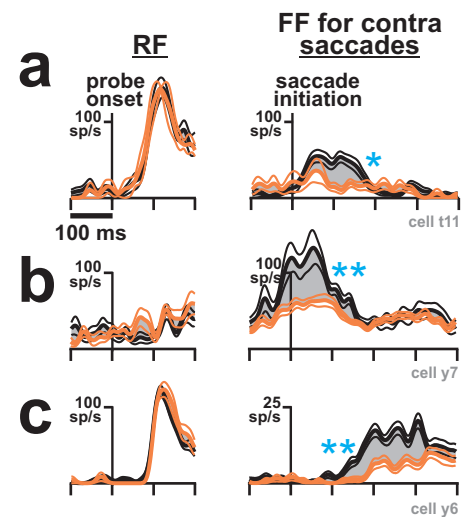 RF
FF for contra
saccades
a
probe
onset
saccade
initiation
100
sp/s
100
sp/s
*
100 ms
cell t11
b
100
sp/s
100
sp/s
**
cell y7
c
100
sp/s
25
sp/s
**
cell y6